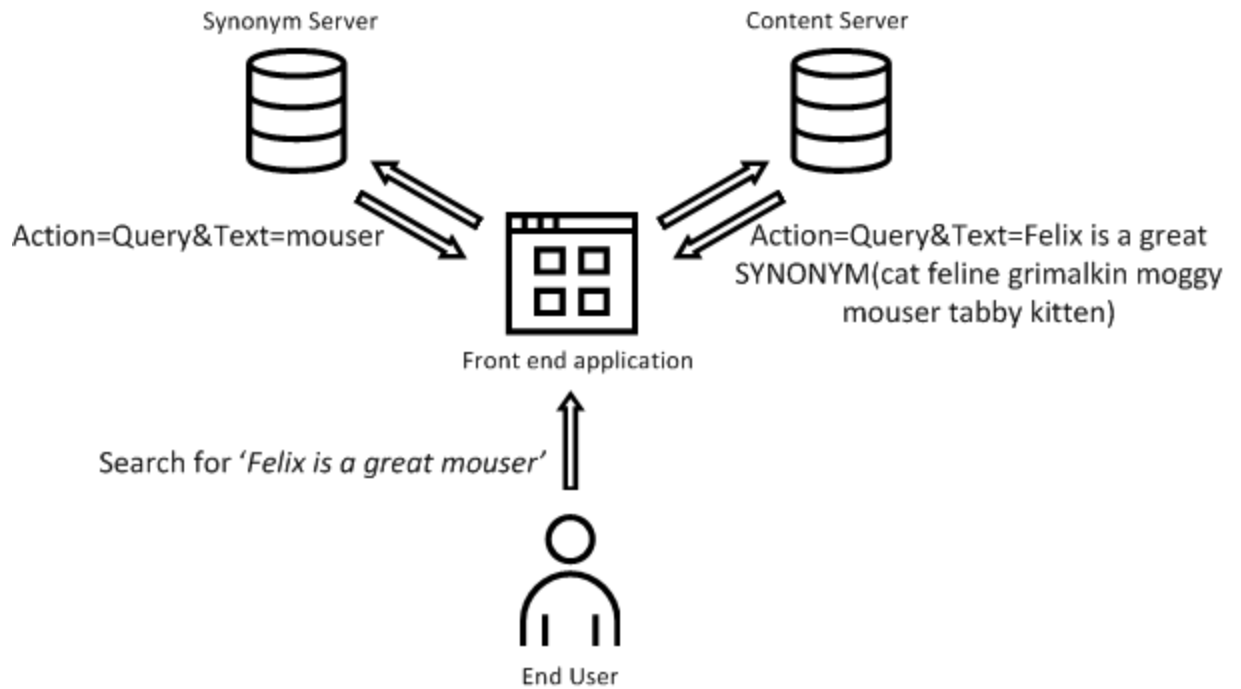 Synonym Server
Content Server
Action=Query&Text=mouser
Action=Query&Text=Felix is a great
SYNONYM(cat feline grimalkin moggy
mouser tabby kitten)
Front end application
Search for ‘Felix is a great mouser’
End User